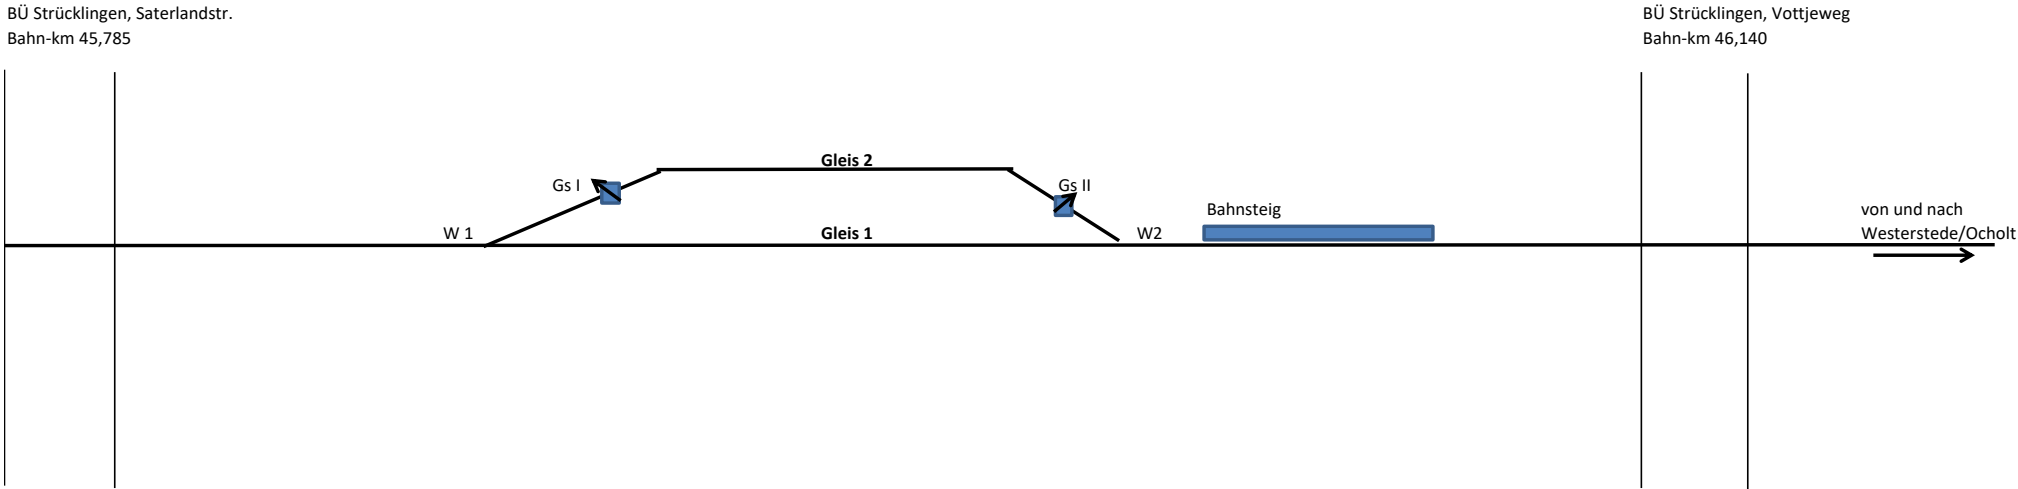 BÜ Strücklingen, Saterlandstr.
Bahn-km 45,785
BÜ Strücklingen, Vottjeweg
Bahn-km 46,140
Gleis 2
Gs I
Gs II
Bahnsteig
W 1
Gleis 1
W2
von und nach
Westerstede/Ocholt